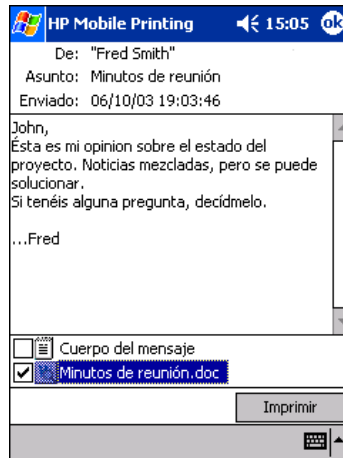 HP Mobile Printing 15:05 ok
De: "Fred Smith"
Asunto: Minutos de reunión
Enviado: 06/10/03 19:03:46
John,
Ésta es mi opinion sobre el estado del
proyecto. Noticias mezcladas, pero se puede
solucionar.
Si tenéis alguna pregunta, decídmelo.
...Fred
Cuerpo del mensaje
Minutos de reunión.doc
Imprimir